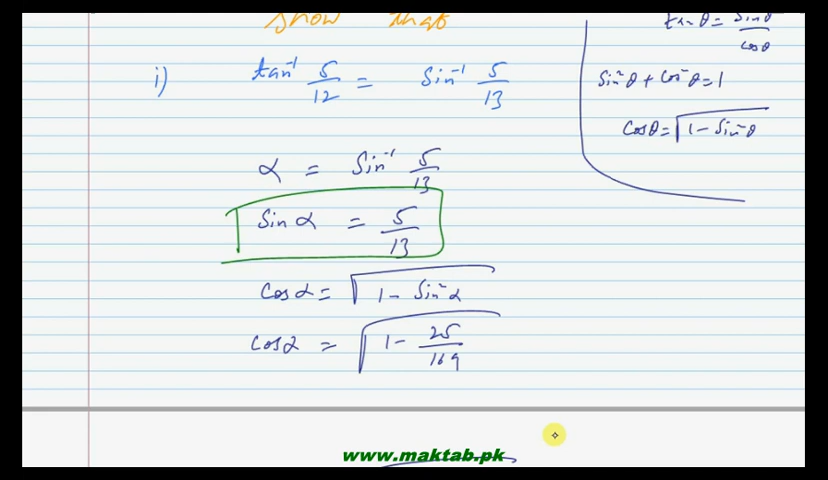 Show that
tan θ = sin θ / cos θ
i) tan⁻¹ 5/12 = Sin⁻¹ 5/13
Sin²θ + Cos²θ = 1
Cosθ = √(1 - Sin²θ)
α = Sin⁻¹ 5/13
Sin α = 5/13
Cos α = √(1 - Sin²α)
Cos α = √(1 - 25/169)
www.maktab.pk